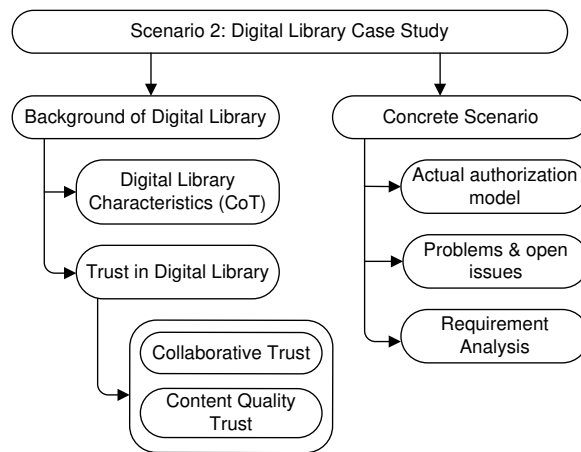 Scenario 2: Digital Library Case Study
Background of Digital Library
Concrete Scenario
Digital Library
Characteristics (CoT)
Actual authorization
model
Trust in Digital Library
Problems & open
issues
Collaborative Trust
Requirement
Analysis
Content Quality
Trust